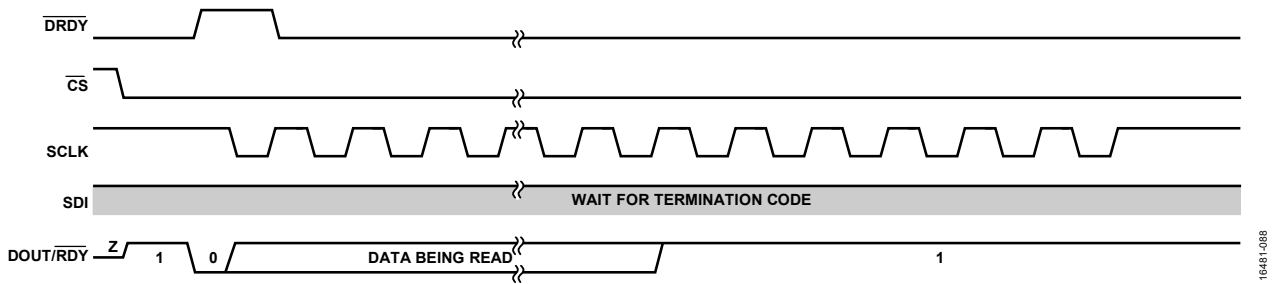 DRDY
CS
SCLK
SDI
WAIT FOR TERMINATION CODE
DOUT/RDY
Z
1
0
DATA BEING READ
1
16481-088